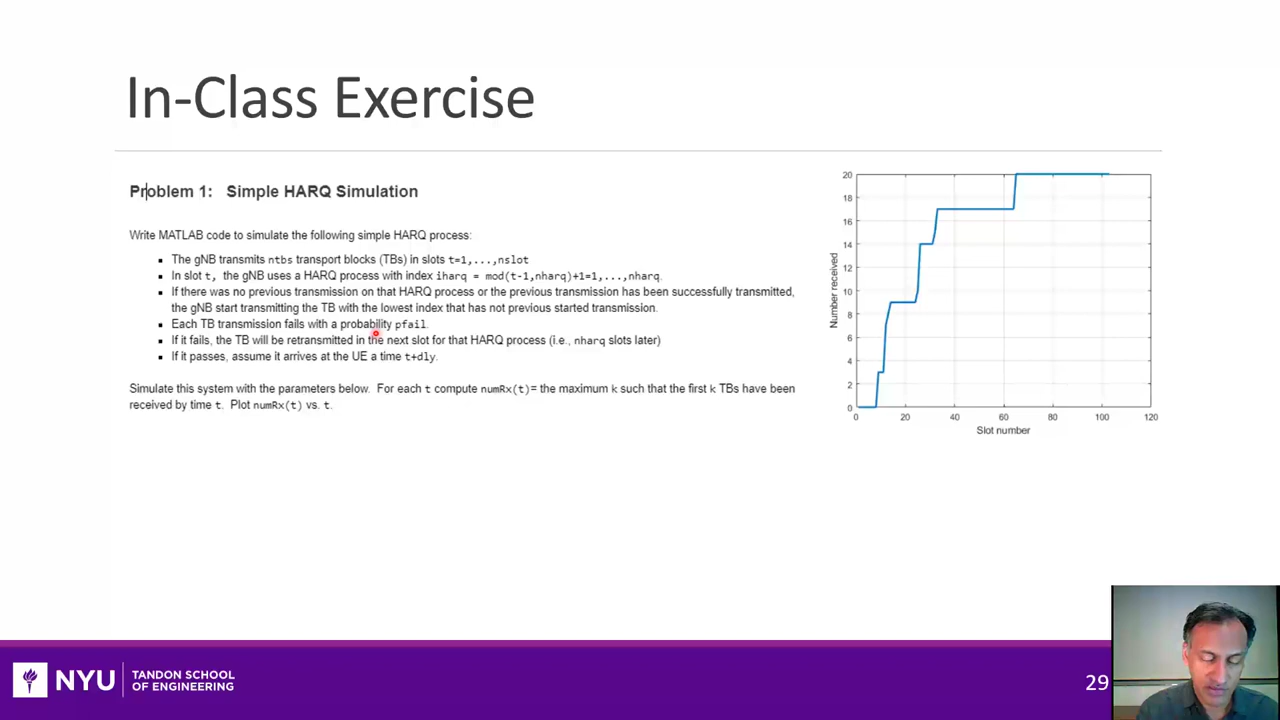 In-Class Exercise
Problem 1: Simple HARQ Simulation
Write MATLAB code to simulate the following simple HARQ process:
▪ The gNB transmits ntbs transport blocks (TBs) in slots t=1,...,nslot
▪ In slot t, the gNB uses a HARQ process with index iharq = mod(t-1,nharq)+1=1,...,nharq.
▪ If there was no previous transmission on that HARQ process or the previous transmission has been successfully transmitted,
the gNB start transmitting the TB with the lowest index that has not previous started transmission.
▪ Each TB transmission fails with a probability pfail.
▪ If it fails, the TB will be retransmitted in the next slot for that HARQ process (i.e., nharq slots later)
▪ If it passes, assume it arrives at the UE a time t+dly.
Simulate this system with the parameters below. For each t compute numRx(t)= the maximum k such that the first k TBs have been
received by time t. Plot numRx(t) vs. t.
20
18
16
14
12
10
8
6
4
2
0
Number received
0 20 40 60 80 100 120
Slot number
NYU
TANDON SCHOOL
OF ENGINEERING
29